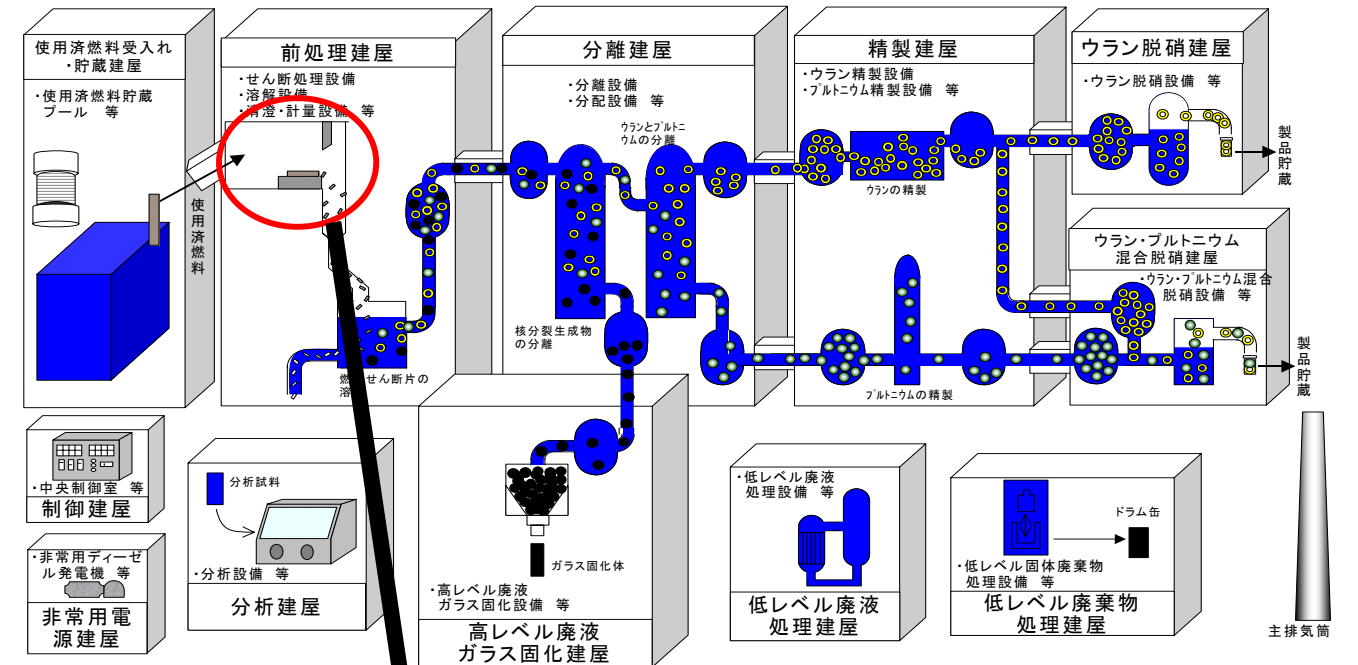 使用済燃料受入れ
・貯蔵建屋
・使用済燃料貯蔵
プール 等
使用済燃料
前処理建屋
・せん断処理設備
・溶解設備
・清澄・計量設備 等
せん断片の
分離建屋
・分離設備
・分配設備 等
ウランとプルトニ
ウムの分離
核分裂生成物
の分離
精製建屋
・ウラン精製設備
・プルトニウム精製設備 等
ウランの精製
プルトニウムの精製
ウラン脱硝建屋
・ウラン脱硝設備 等
製品貯蔵
ウラン・プルトニウム
混合脱硝建屋
・ウラン・プルトニウム混合
脱硝設備 等
製品貯蔵
・中央制御室 等
制御建屋
・非常用ディーゼ
ル発電機 等
非常用電
源建屋
分析試料
・分析設備 等
分析建屋
ガラス固化体
・高レベル廃液
ガラス固化設備 等
高レベル廃液
ガラス固化建屋
・低レベル廃液
処理設備 等
低レベル廃液
処理建屋
ドラム缶
・低レベル固体廃棄物
処理設備 等
低レベル廃棄物
処理建屋
主排気筒